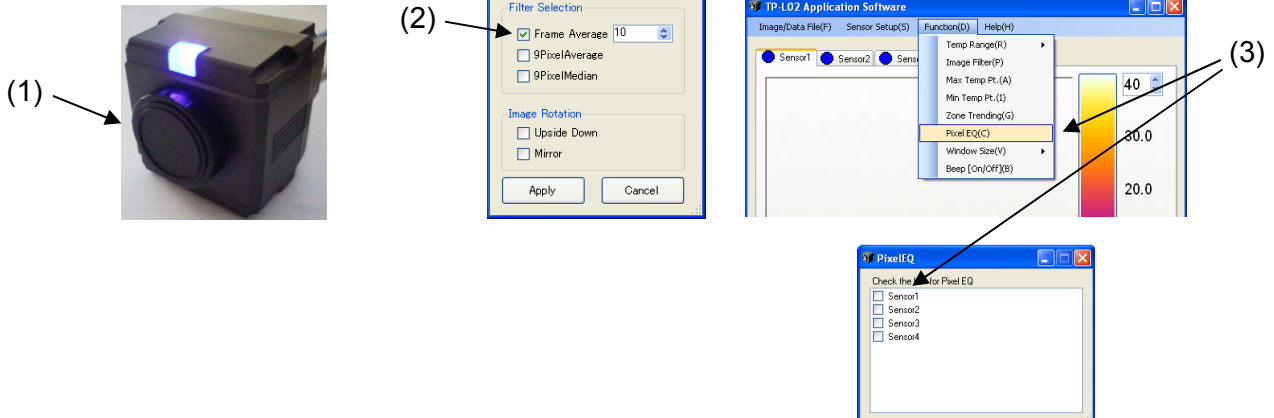 (1)
(2)
Filter Selection
Frame Average 10
9PixelAverage
9PixelMedian
Image Rotation
Upside Down
Mirror
Apply Cancel
TP-L02 Application Software
Image/Data File(F) Sensor Setup(S) Function(D) Help(H)
Sensor1 Sensor2
Temp Range(R)
Image Filter(P)
Max Temp Pt.(A)
Min Temp Pt.(I)
Zone Trending(G)
Pixel EQ(C)
Window Size(V)
Beep [On/Off](B)
40
30.0
20.0
(3)
PixelEQ
Check the for Pixel EQ
Sensor1
Sensor2
Sensor3
Sensor4